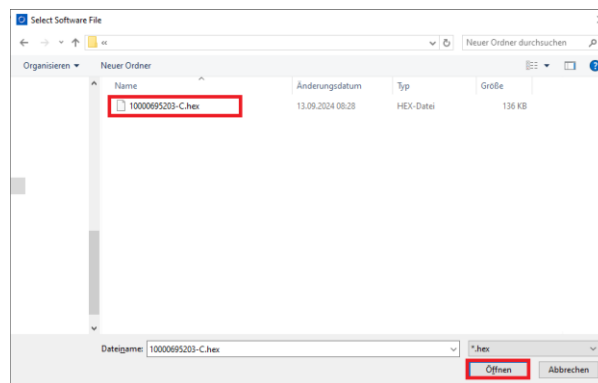 Select Software File
«
Neuer Ordner durchsuchen
Organisieren
Neuer Ordner
?
Name Änderungsdatum Typ Größe
10000695203-C.hex 13.09.2024 08:28 HEX-Datei 136 KB
Dateiname: 10000695203-C.hex *.hex
Öffnen Abbrechen